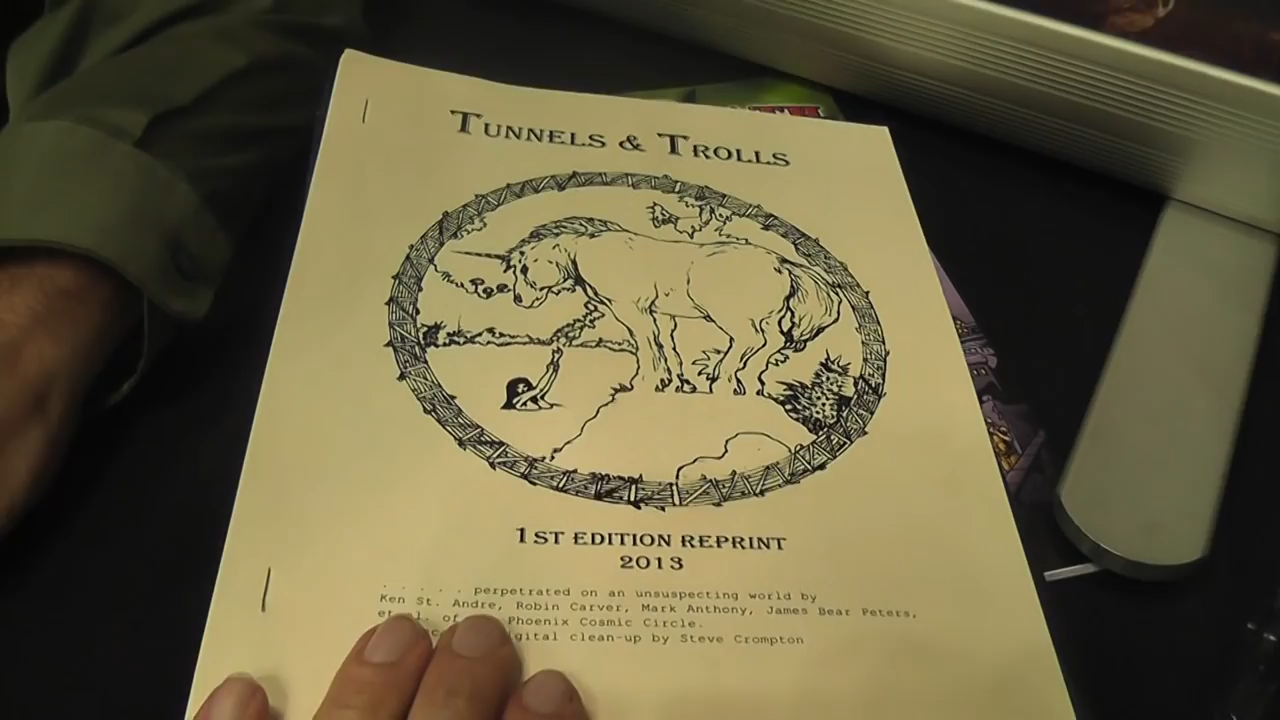 TUNNELS & TROLLS
1ST EDITION REPRINT
2013
. . . . . perpetrated on an unsuspecting world by
Ken St. Andre, Robin Carver, Mark Anthony, James Bear Peters,
of Phoenix Cosmic Circle.
clean-up by Steve Crompton